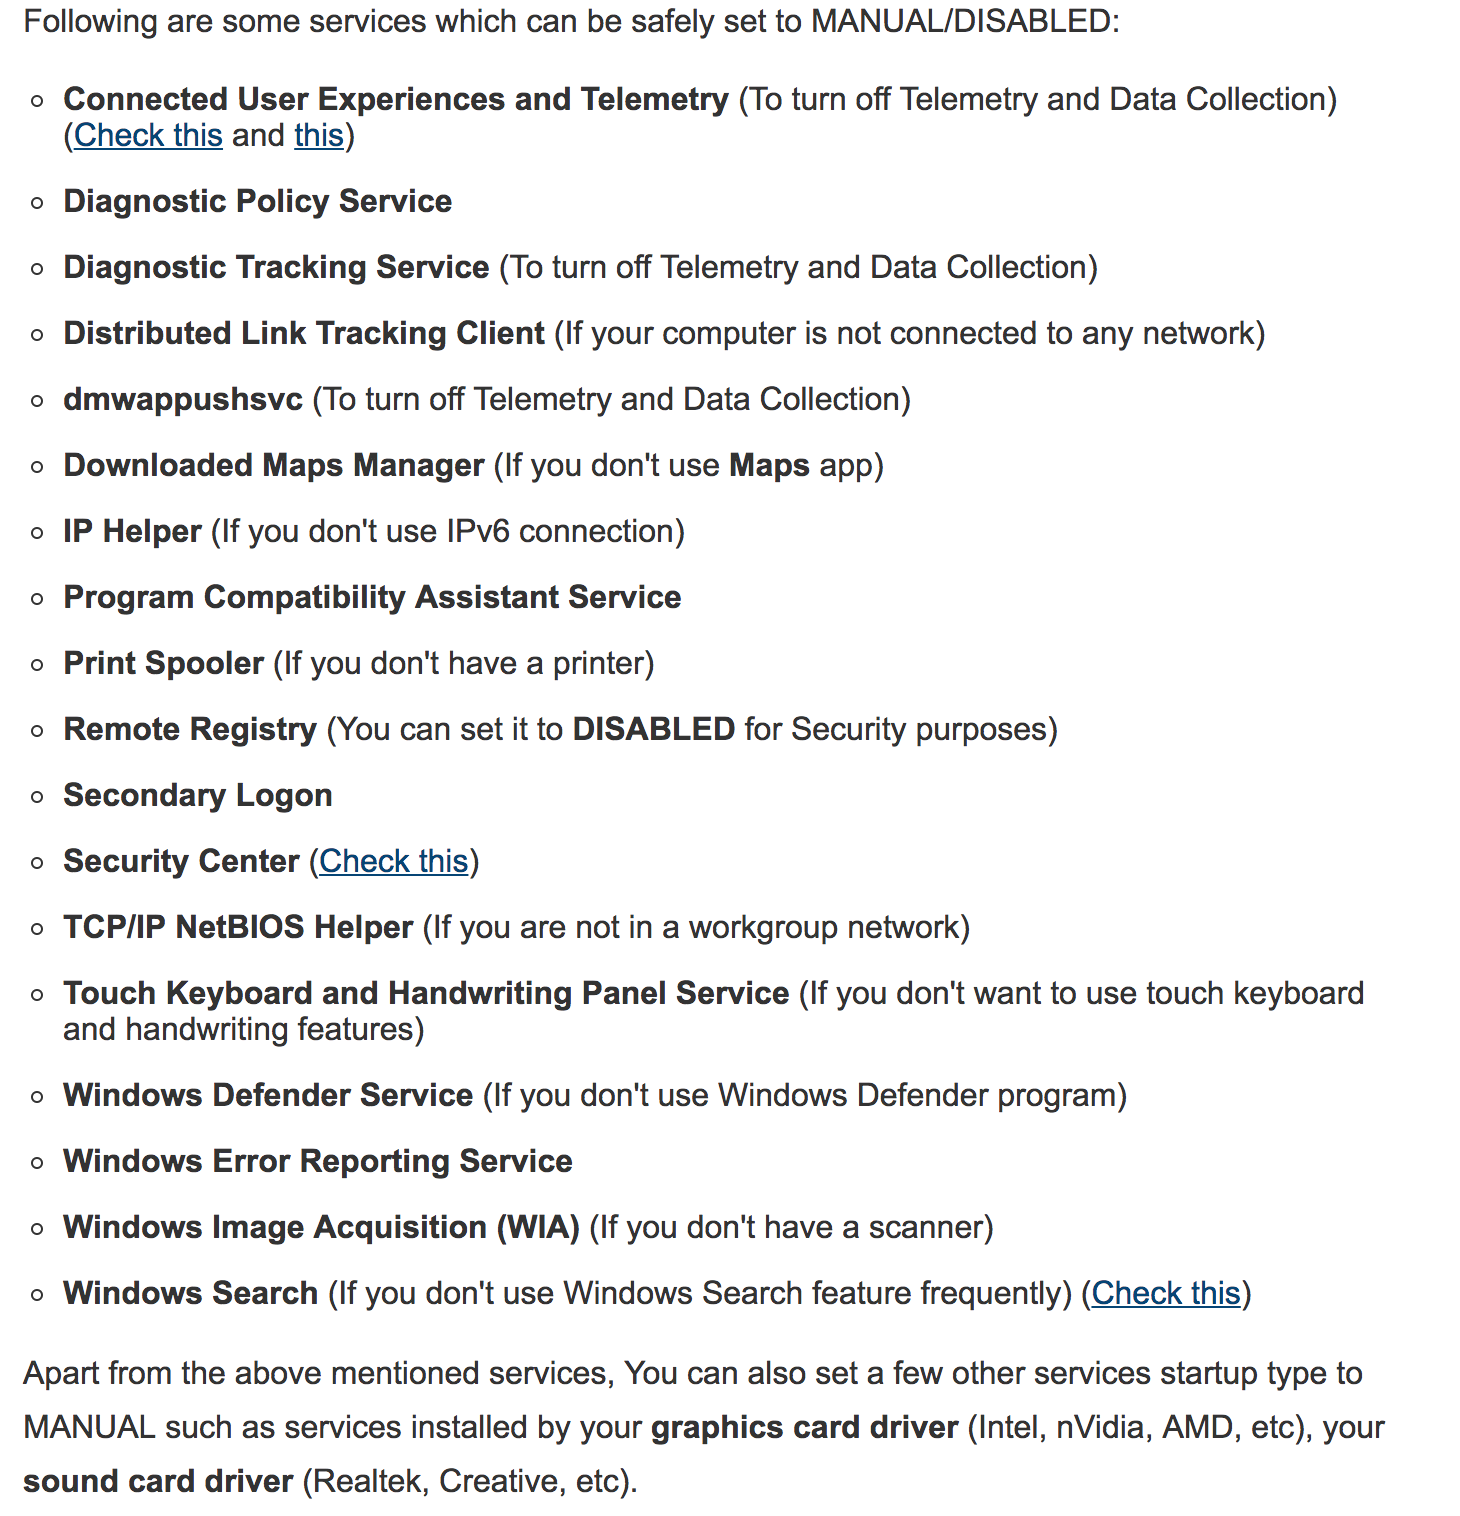 Following are some services which can be safely set to MANUAL/DISABLED:
Connected User Experiences and Telemetry (To turn off Telemetry and Data Collection)
(Check this and this)
Diagnostic Policy Service
Diagnostic Tracking Service (To turn off Telemetry and Data Collection)
Distributed Link Tracking Client (If your computer is not connected to any network)
dmwappushsvc (To turn off Telemetry and Data Collection)
Downloaded Maps Manager (If you don't use Maps app)
IP Helper (If you don't use IPv6 connection)
Program Compatibility Assistant Service
Print Spooler (If you don't have a printer)
Remote Registry (You can set it to DISABLED for Security purposes)
Secondary Logon
Security Center (Check this)
TCP/IP NetBIOS Helper (If you are not in a workgroup network)
Touch Keyboard and Handwriting Panel Service (If you don't want to use touch keyboard
and handwriting features)
Windows Defender Service (If you don't use Windows Defender program)
Windows Error Reporting Service
Windows Image Acquisition (WIA) (If you don't have a scanner)
Windows Search (If you don't use Windows Search feature frequently) (Check this)
Apart from the above mentioned services, You can also set a few other services startup type to
MANUAL such as services installed by your graphics card driver (Intel, nVidia, AMD, etc), your
sound card driver (Realtek, Creative, etc).